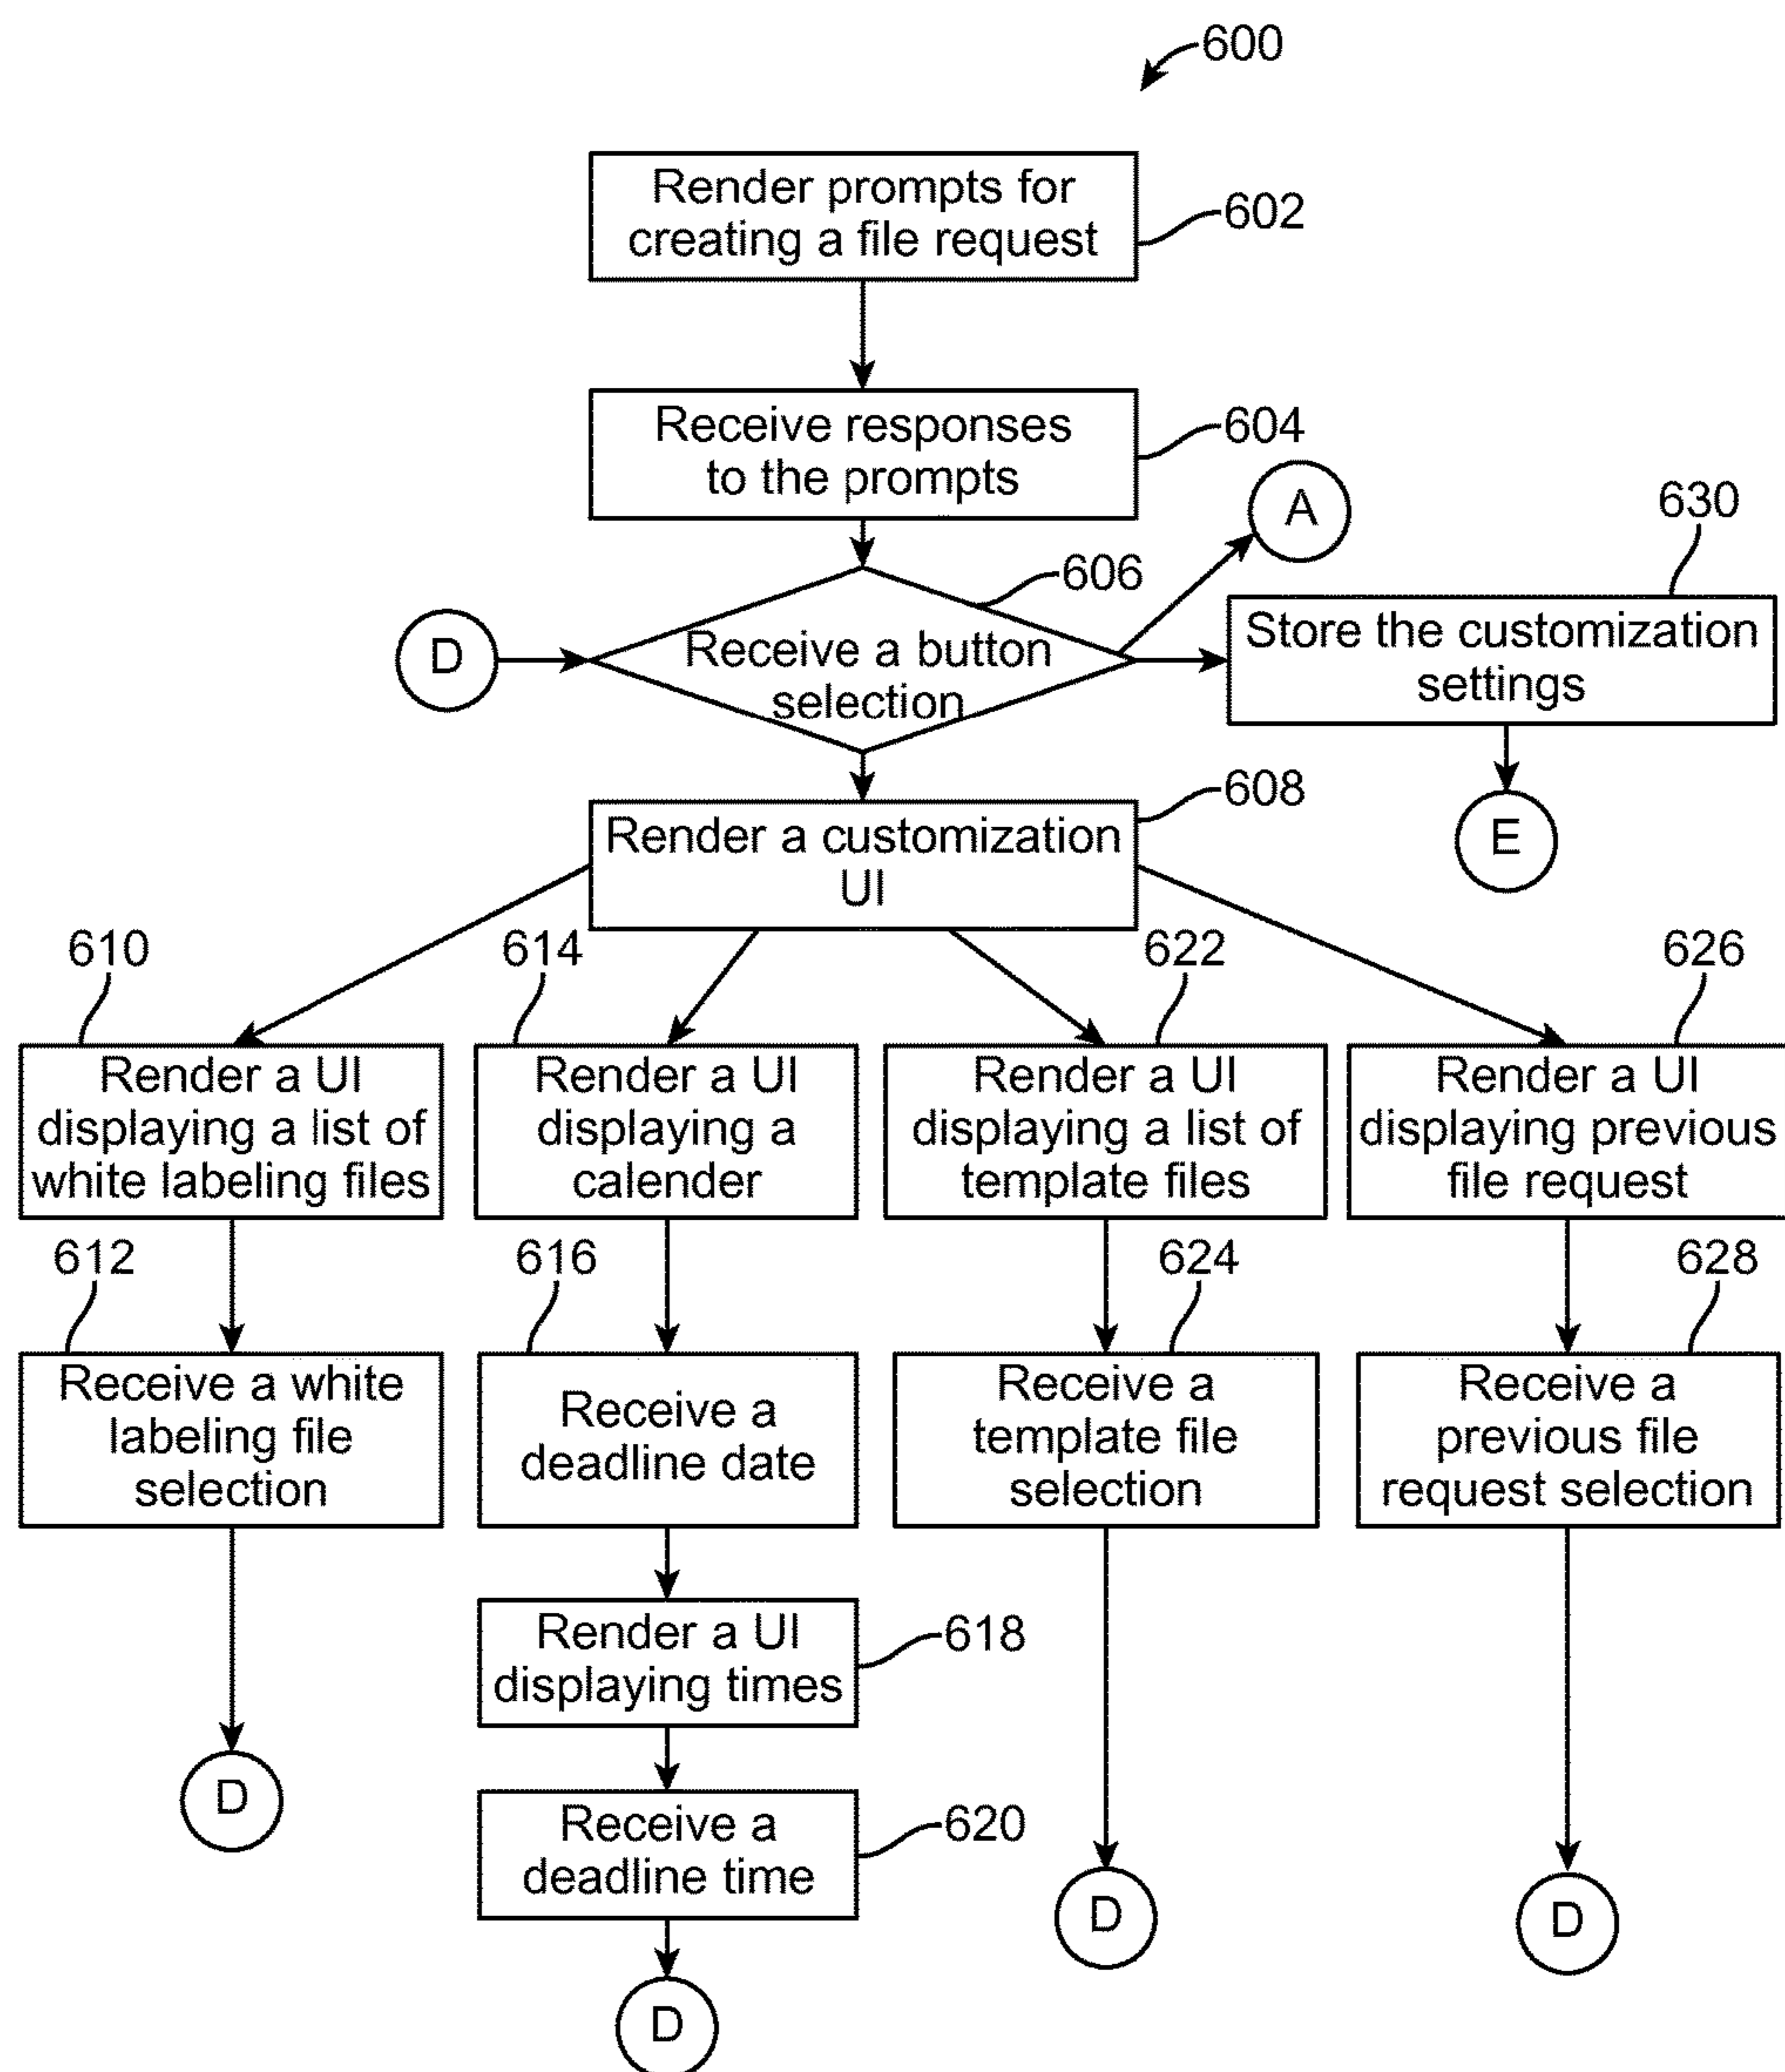 600
Render prompts for
creating a file request
602
Receive responses
to the prompts
604
A
630
606
D
Receive a button
selection
Store the customization
settings
608
E
Render a customization
UI
610
614
622
626
Render a UI
displaying a list of
white labeling files
Render a UI
displaying a
calender
Render a UI
displaying a list of
template files
Render a UI
displaying previous
file request
612
616
624
628
Receive a white
labeling file
selection
Receive a
deadline date
Receive a
template file
selection
Receive a
previous file
request selection
Render a UI
displaying times
618
D
Receive a
deadline time
620
D
D
D